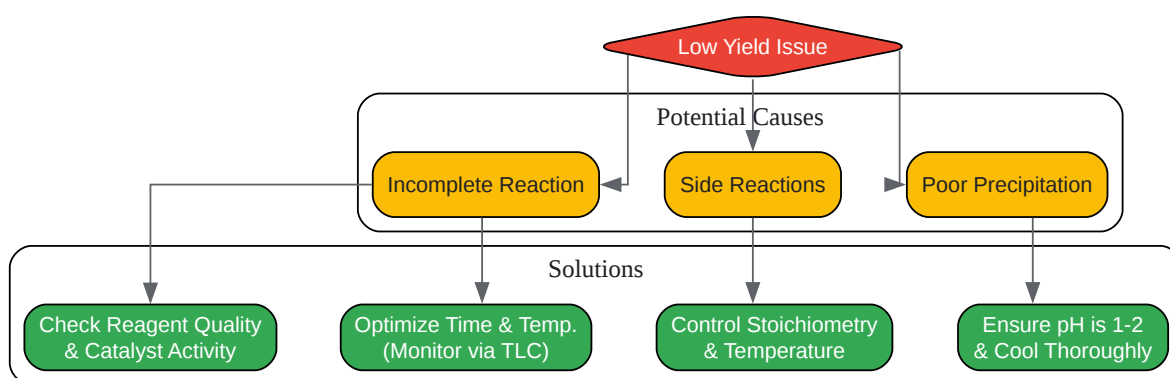 Low Yield Issue
Potential Causes
Incomplete Reaction
Side Reactions
Poor Precipitation
Solutions
Check Reagent Quality
& Catalyst Activity
Optimize Time & Temp.
(Monitor via TLC)
Control Stoichiometry
& Temperature
Ensure pH is 1-2
& Cool Thoroughly